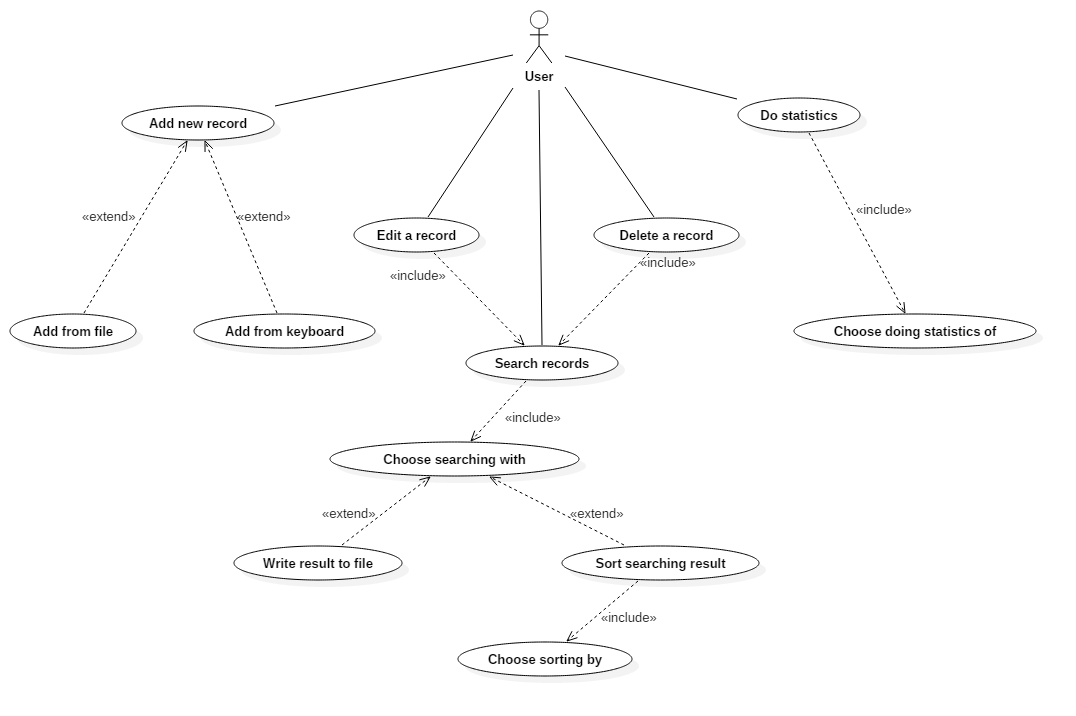 User
Add new record
Do statistics
«extend»
«extend»
«include»
Edit a record
Delete a record
«include»
«include»
Add from file
Add from keyboard
Choose doing statistics of
Search records
«include»
Choose searching with
«extend»
«extend»
Write result to file
Sort searching result
«include»
Choose sorting by